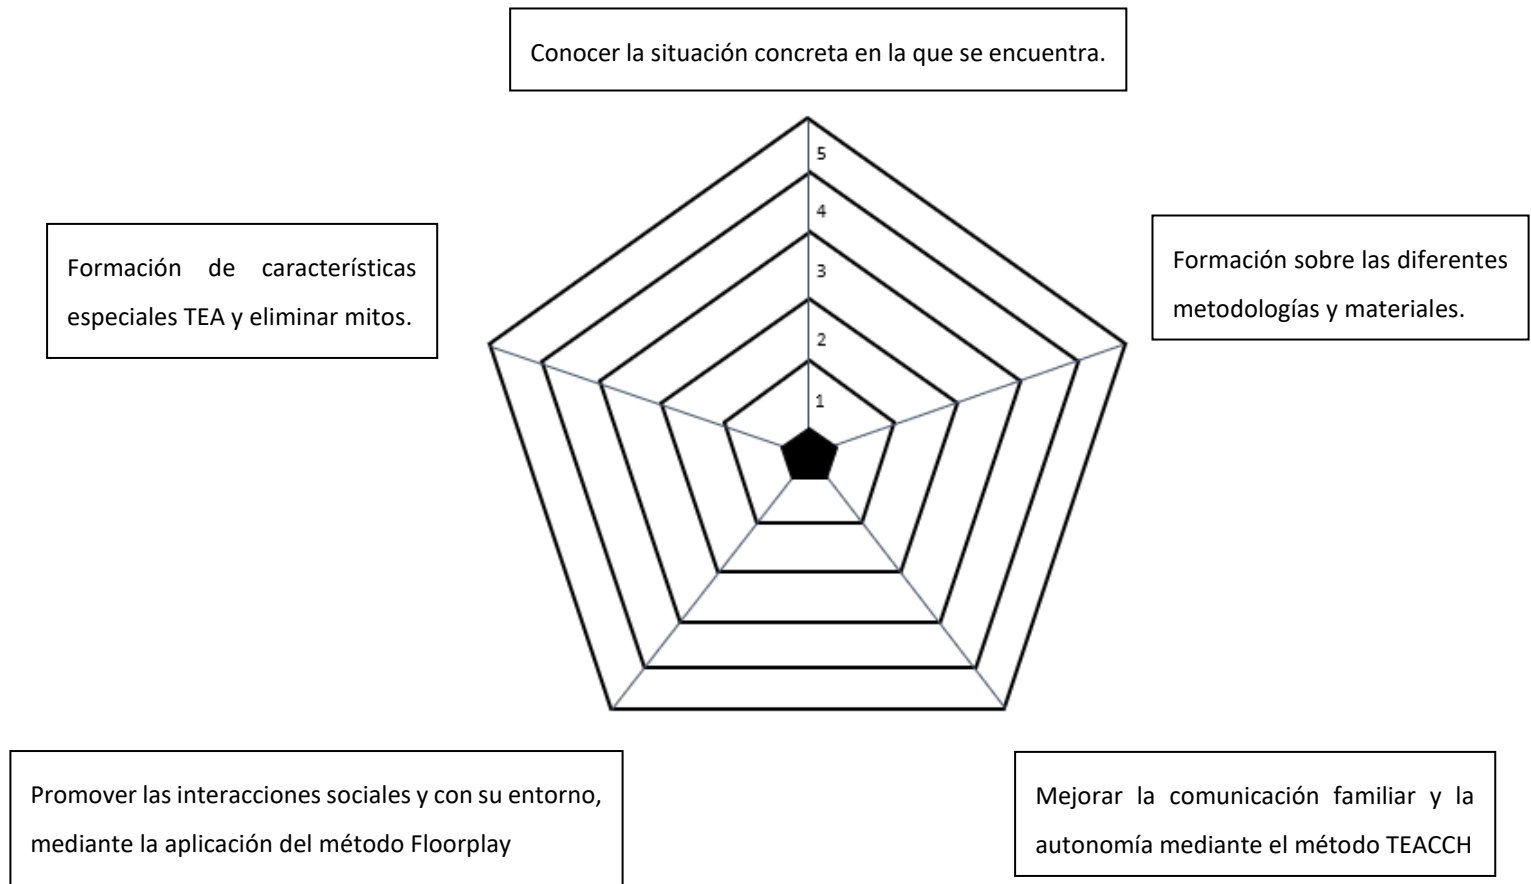 Conocer la situación concreta en la que se encuentra.
5
4
3
2
1
Formación de características
especiales TEA y eliminar mitos.
Formación sobre las diferentes
metodologías y materiales.
Promover las interacciones sociales y con su entorno,
mediante la aplicación del método Floorplay
Mejorar la comunicación familiar y la
autonomía mediante el método TEACCH